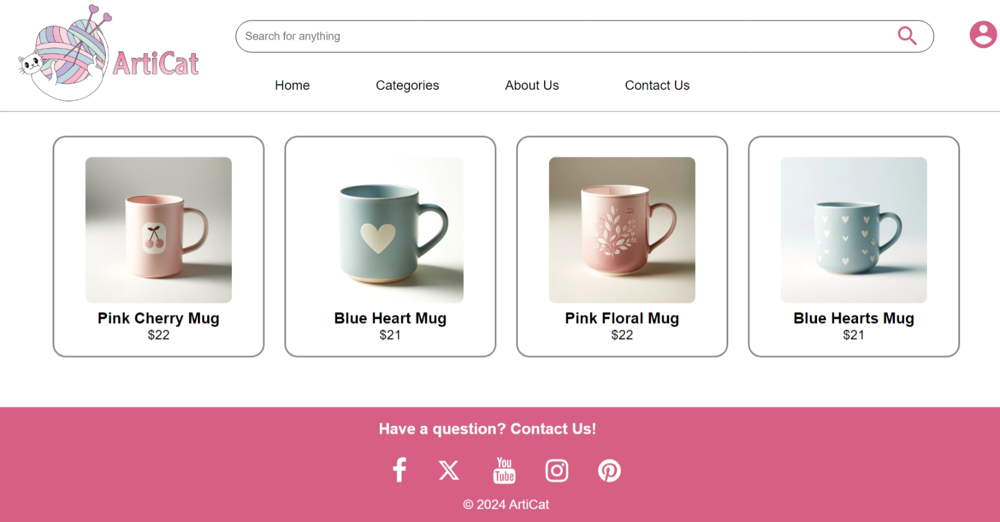 ArtiCat
Search for anything
Home Categories About Us Contact Us
Pink Cherry Mug
$22
Blue Heart Mug
$21
Pink Floral Mug
$22
Blue Hearts Mug
$21
Have a question? Contact Us!
You
Tube
© 2024 ArtiCat